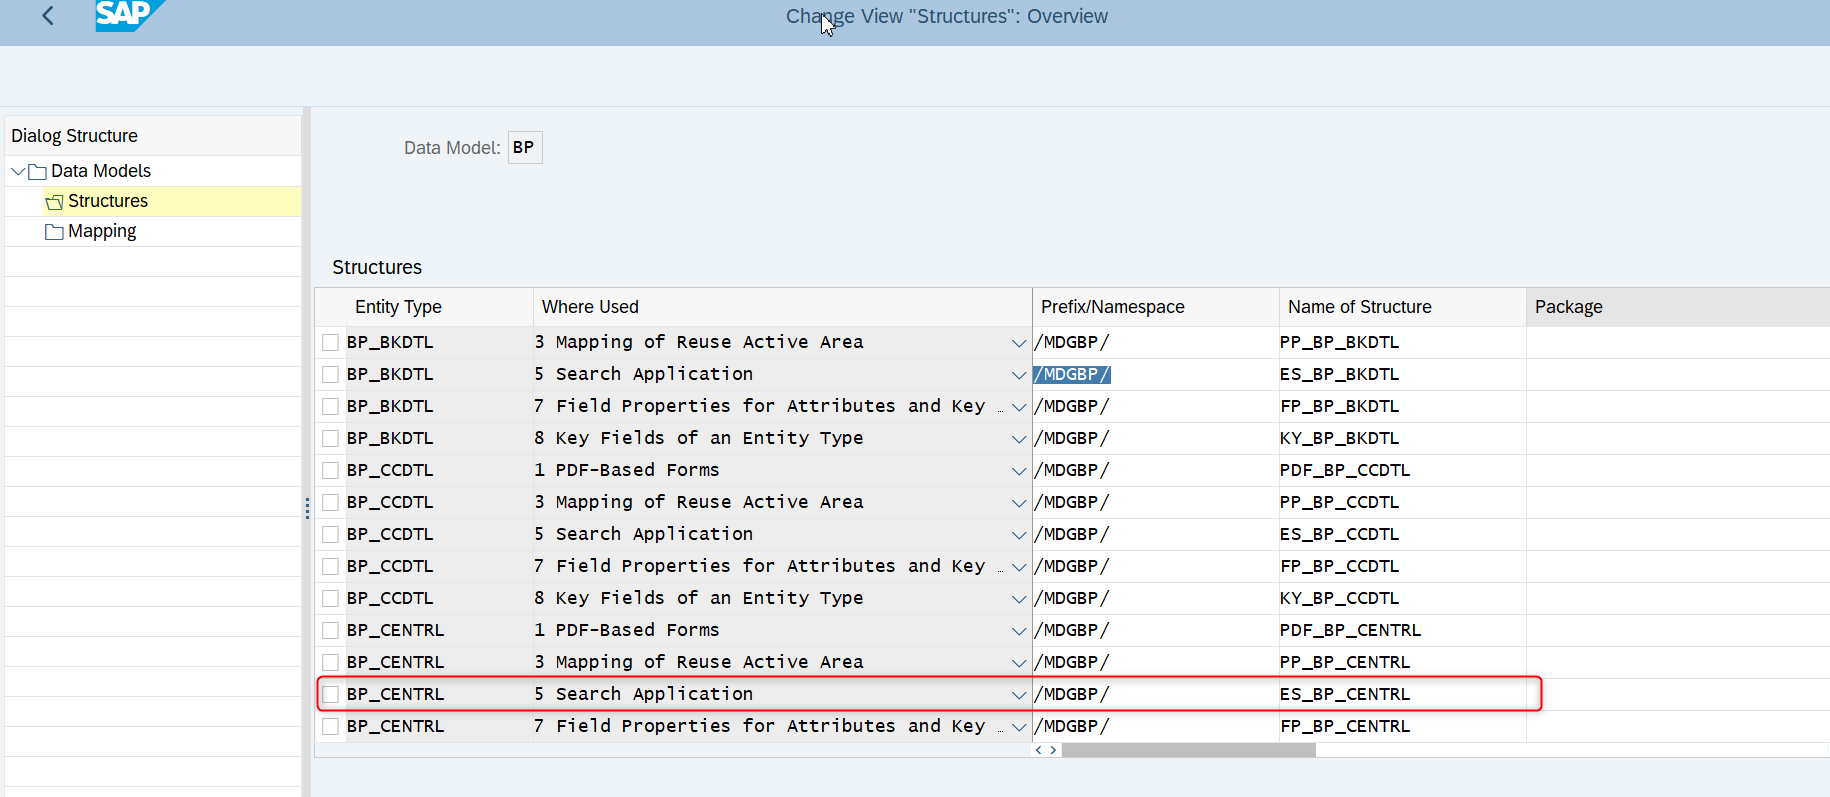 SAP
Change View "Structures": Overview
Dialog Structure
Data Models
Structures
Mapping
Data Model: BP
Structures
Entity Type Where Used Prefix/Namespace Name of Structure Package
BP_BKDTL 3 Mapping of Reuse Active Area /MDGBP/ PP_BP_BKDTL
BP_BKDTL 5 Search Application /MDGBP/ ES_BP_BKDTL
BP_BKDTL 7 Field Properties for Attributes and Key … /MDGBP/ FP_BP_BKDTL
BP_BKDTL 8 Key Fields of an Entity Type /MDGBP/ KY_BP_BKDTL
BP_CCDTL 1 PDF-Based Forms /MDGBP/ PDF_BP_CCDTL
BP_CCDTL 3 Mapping of Reuse Active Area /MDGBP/ PP_BP_CCDTL
BP_CCDTL 5 Search Application /MDGBP/ ES_BP_CCDTL
BP_CCDTL 7 Field Properties for Attributes and Key … /MDGBP/ FP_BP_CCDTL
BP_CCDTL 8 Key Fields of an Entity Type /MDGBP/ KY_BP_CCDTL
BP_CENTRL 1 PDF-Based Forms /MDGBP/ PDF_BP_CENTRL
BP_CENTRL 3 Mapping of Reuse Active Area /MDGBP/ PP_BP_CENTRL
BP_CENTRL 5 Search Application /MDGBP/ ES_BP_CENTRL
BP_CENTRL 7 Field Properties for Attributes and Key … /MDGBP/ FP_BP_CENTRL